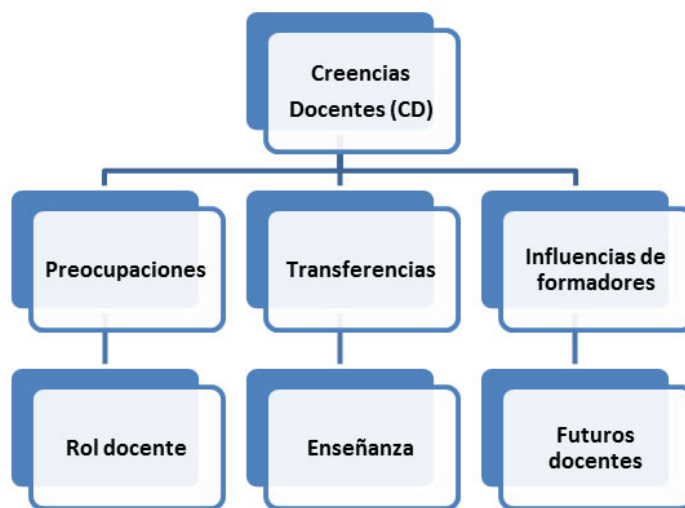 Creencias
Docentes (CD)
Preocupaciones
Transferencias
Influencias de
formadores
Rol docente
Enseñanza
Futuros
docentes